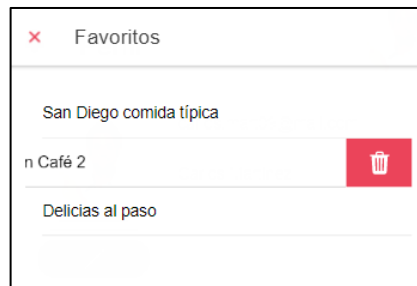 Favoritos
San Diego comida típica
n Café 2
Delicias al paso